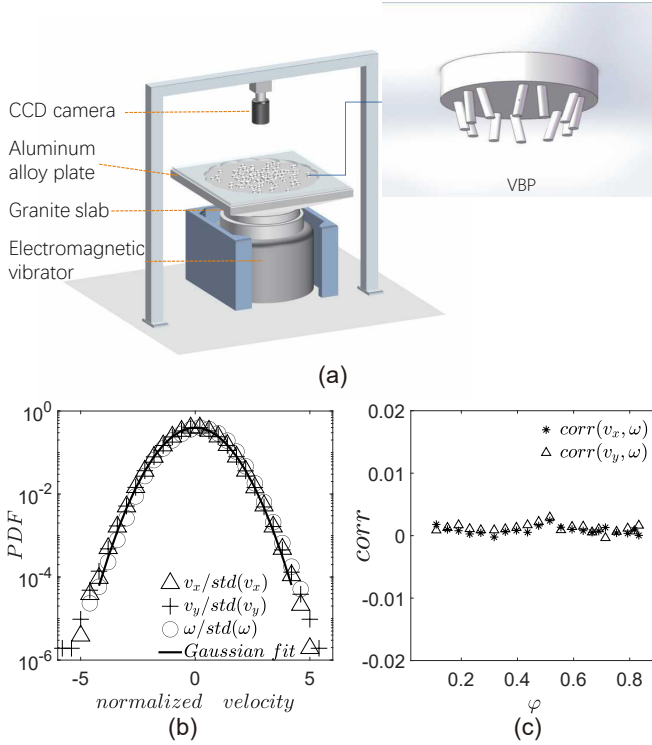 CCD camera
Aluminum
alloy plate
Granite slab
Electromagnetic
vibrator
VBP
(a)
10^0
10^-2
10^-4
10^-6
PDF
v_x/std(v_x)
v_y/std(v_y)
ω/std(ω)
Gaussian fit
-5 0 5
normalized velocity
(b)
0.02
0.01
0
-0.01
-0.02
corr
corr(v_x, ω)
corr(v_y, ω)
0.2 0.4 0.6 0.8
φ
(c)